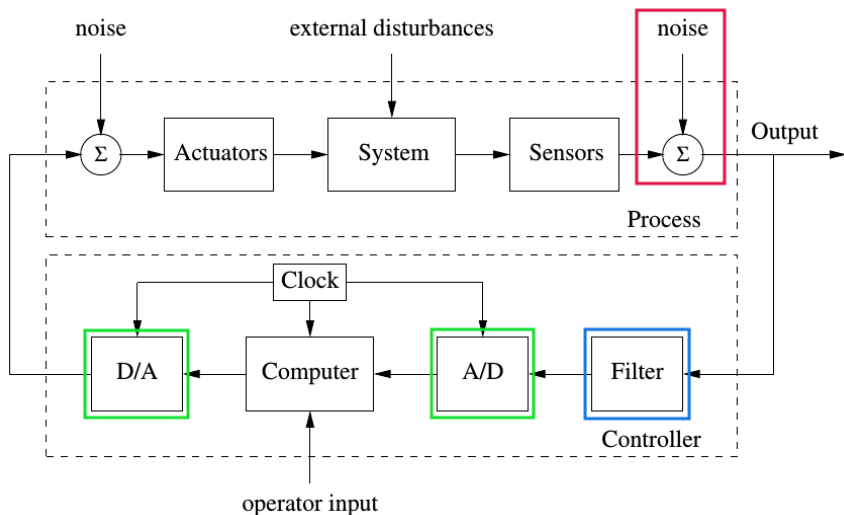 noise
external disturbances
noise
Output
Σ
Actuators
System
Sensors
Σ
Process
Clock
D/A
Computer
A/D
Filter
Controller
operator input